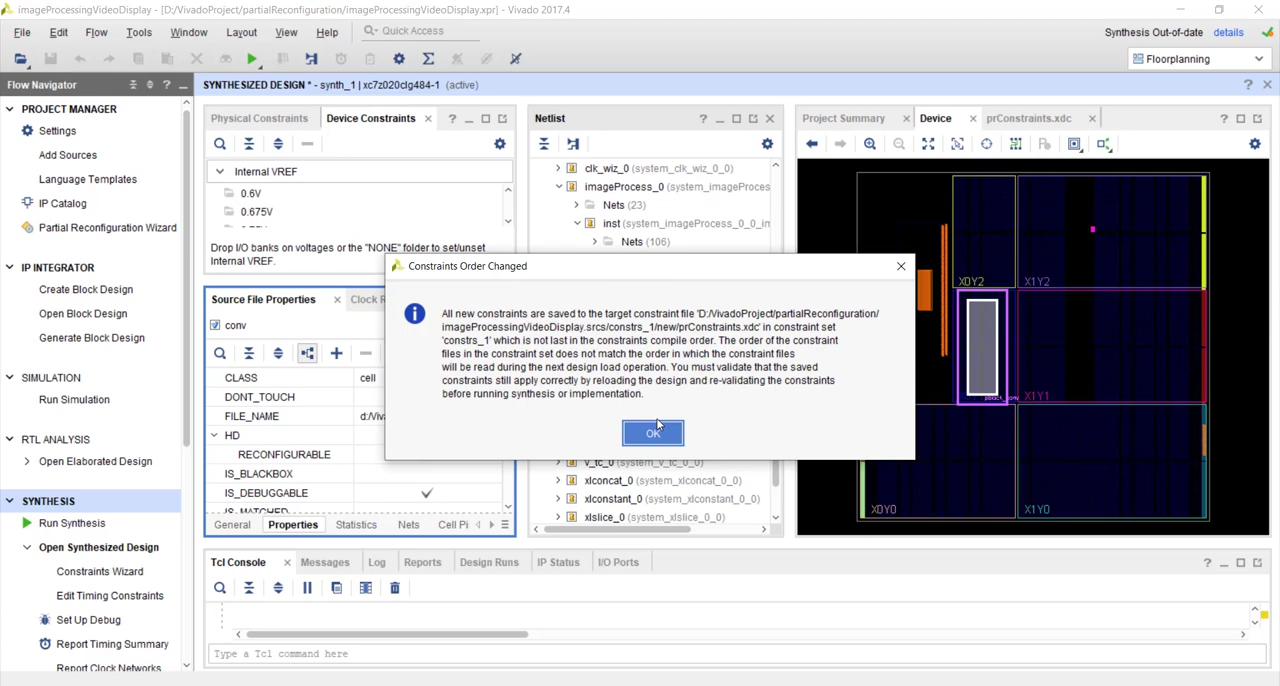 imageProcessingVideoDisplay - [D:/VivadoProject/partialReconfiguration/imageProcessingVideoDisplay.xpr] - Vivado 2017.4
File Edit Flow Tools Window Layout View Help Quick Access
Synthesis Out-of-date details
Floorplanning
Flow Navigator
SYNTHESIZED DESIGN * - synth_1 | xc7z020clg484-1 (active)
PROJECT MANAGER
Settings
Add Sources
Language Templates
IP Catalog
Partial Reconfiguration Wizard
IP INTEGRATOR
Create Block Design
Open Block Design
Generate Block Design
SIMULATION
Run Simulation
RTL ANALYSIS
Open Elaborated Design
SYNTHESIS
Run Synthesis
Open Synthesized Design
Constraints Wizard
Edit Timing Constraints
Set Up Debug
Report Timing Summary
Report Clock Networks
Physical Constraints Device Constraints
Internal VREF
0.6V
0.675V
Drop I/O banks on voltages or the "NONE" folder to set/unset
Internal VREF.
Netlist
clk_wiz_0 (system_clk_wiz_0_0)
imageProcess_0 (system_imageProces
Nets (23)
inst (system_imageProcess_0_0_in
Nets (106)
Project Summary Device prConstraints.xdc
X0Y2
X1Y2
X1Y1
X0Y0
X1Y0
Constraints Order Changed
All new constraints are saved to the target constraint file 'D:/VivadoProject/partialReconfiguration/
imageProcessingVideoDisplay.srcs/constrs_1/new/prConstraints.xdc' in constraint set
'constrs_1' which is not last in the constraints compile order. The order of the constraint
files in the constraint set does not match the order in which the constraint files
will be read during the next design load operation. You must validate that the saved
constraints still apply correctly by reloading the design and re-validating the constraints
before running synthesis or implementation.
OK
Source File Properties Clock R
conv
CLASS cell
DONT_TOUCH
FILE_NAME d:/Viva
HD
RECONFIGURABLE
IS_BLACKBOX
IS_DEBUGGABLE
IS_MATCHED
General Properties Statistics Nets Cell Pi
v_tc_0 (system_v_tc_0_0)
xlconcat_0 (system_xlconcat_0_0)
xlconstant_0 (system_xlconstant_0_0)
xlslice_0 (system_xlslice_0_0)
Tcl Console Messages Log Reports Design Runs IP Status I/O Ports
Type a Tcl command here